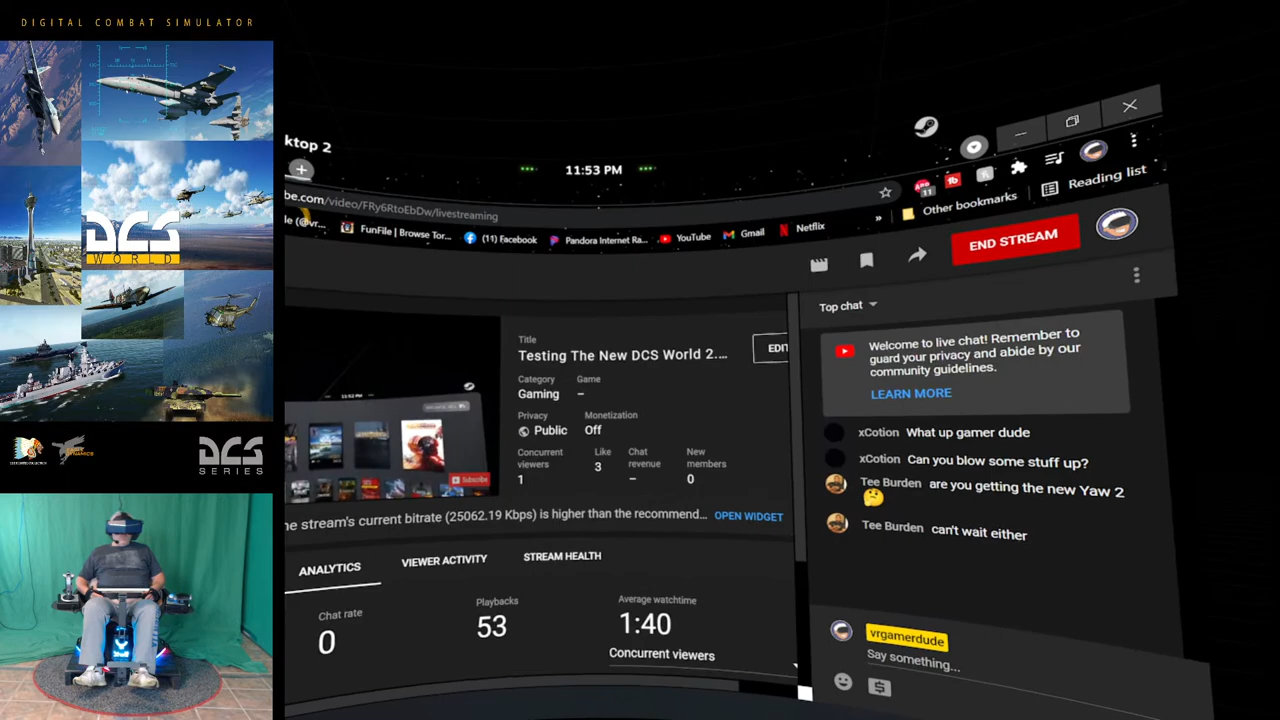 DIGITAL COMBAT SIMULATOR
DCS
WORLD
DCS
SERIES
ktop 2
11:53 PM
be.com/video/FRy6RtoEbDw/livestreaming
Reading list
le (@vr...
FunFile | Browse Tor...
(11) Facebook
Pandora Internet Ra...
YouTube
Gmail
Netflix
»
Other bookmarks
END STREAM
Title
Testing The New DCS World 2....
EDIT
Category
Game
Gaming
–
Privacy
Monetization
Public
Off
Concurrent viewers
Like
Chat revenue
New members
1
3
–
0
Subscribe
he stream's current bitrate (25062.19 Kbps) is higher than the recommend...
OPEN WIDGET
ANALYTICS
VIEWER ACTIVITY
STREAM HEALTH
Chat rate
0
Playbacks
53
Average watchtime
1:40
Concurrent viewers
Top chat
Welcome to live chat! Remember to
guard your privacy and abide by our
community guidelines.
LEARN MORE
xCotion What up gamer dude
xCotion Can you blow some stuff up?
Tee Burden are you getting the new Yaw 2
🤔
Tee Burden can't wait either
vrgamerdude
Say something...